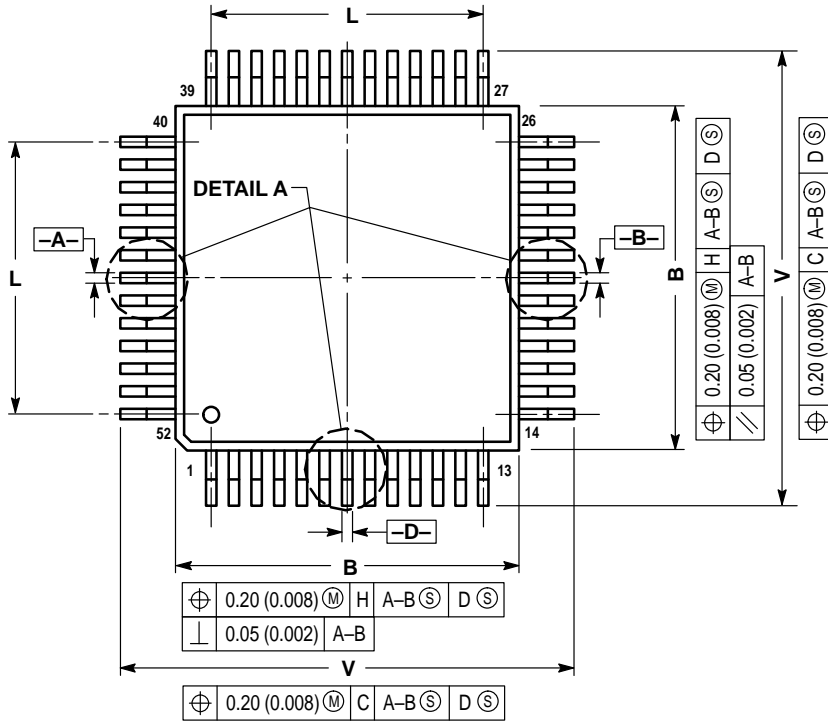 L
39
27
40
26
DETAIL A
–A–
–B–
L
B
V
⌖ 0.20 (0.008) Ⓜ H A–B Ⓢ D Ⓢ
∥ 0.05 (0.002) A–B
⌖ 0.20 (0.008) Ⓜ C A–B Ⓢ D Ⓢ
52
14
1
13
–D–
B
⌖ 0.20 (0.008) Ⓜ H A–B Ⓢ D Ⓢ
⊥ 0.05 (0.002) A–B
V
⌖ 0.20 (0.008) Ⓜ C A–B Ⓢ D Ⓢ